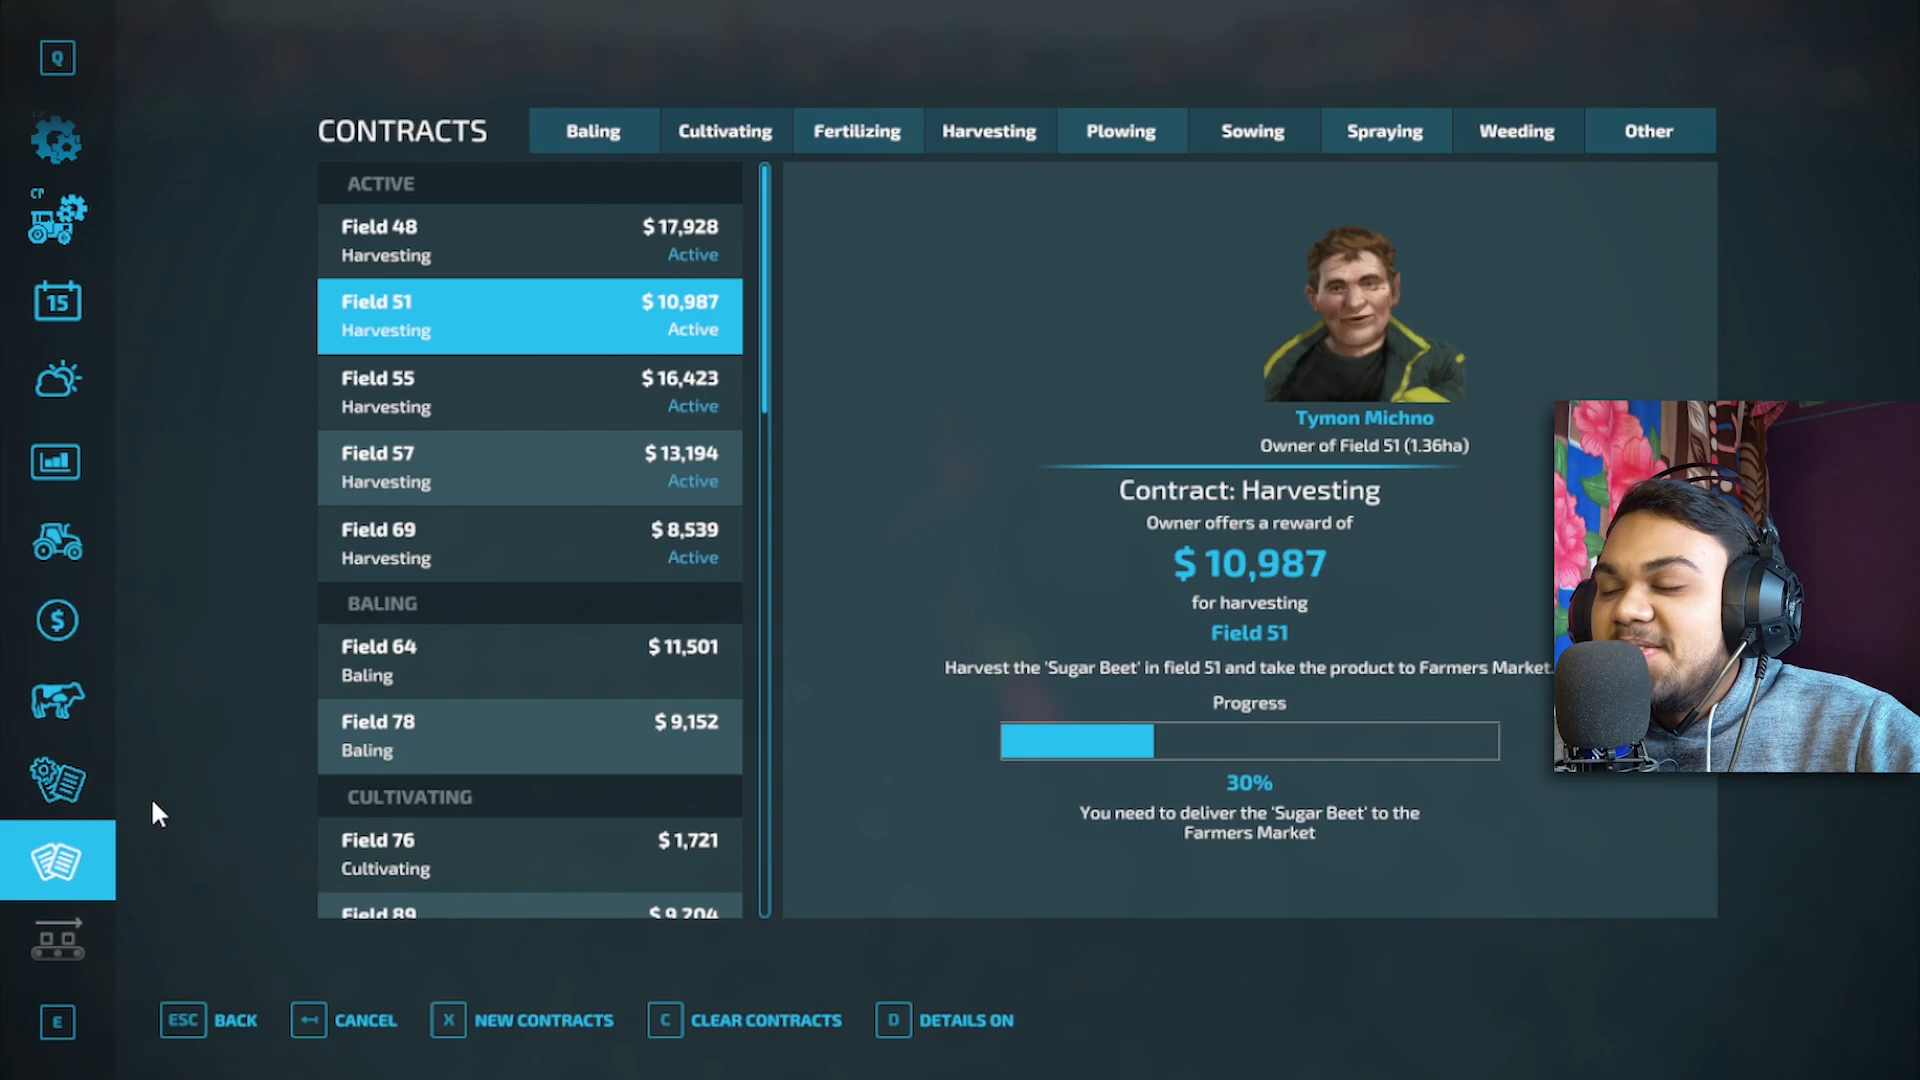 Q
CP
15
$
E
CONTRACTS
Baling
Cultivating
Fertilizing
Harvesting
Plowing
Sowing
Spraying
Weeding
Other
ACTIVE
Field 48 $ 17,928
Harvesting Active
Field 51 $ 10,987
Harvesting Active
Field 55 $ 16,423
Harvesting Active
Field 57 $ 13,194
Harvesting Active
Field 69 $ 8,539
Harvesting Active
BALING
Field 64 $ 11,501
Baling
Field 78 $ 9,152
Baling
CULTIVATING
Field 76 $ 1,721
Cultivating
Field 89 $ 9,204
Tymon Michno
Owner of Field 51 (1.36ha)
Contract: Harvesting
Owner offers a reward of
$ 10,987
for harvesting
Field 51
Harvest the 'Sugar Beet' in field 51 and take the product to Farmers Market.
Progress
30%
You need to deliver the 'Sugar Beet' to the
Farmers Market
ESC BACK
CANCEL
X NEW CONTRACTS
C CLEAR CONTRACTS
D DETAILS ON